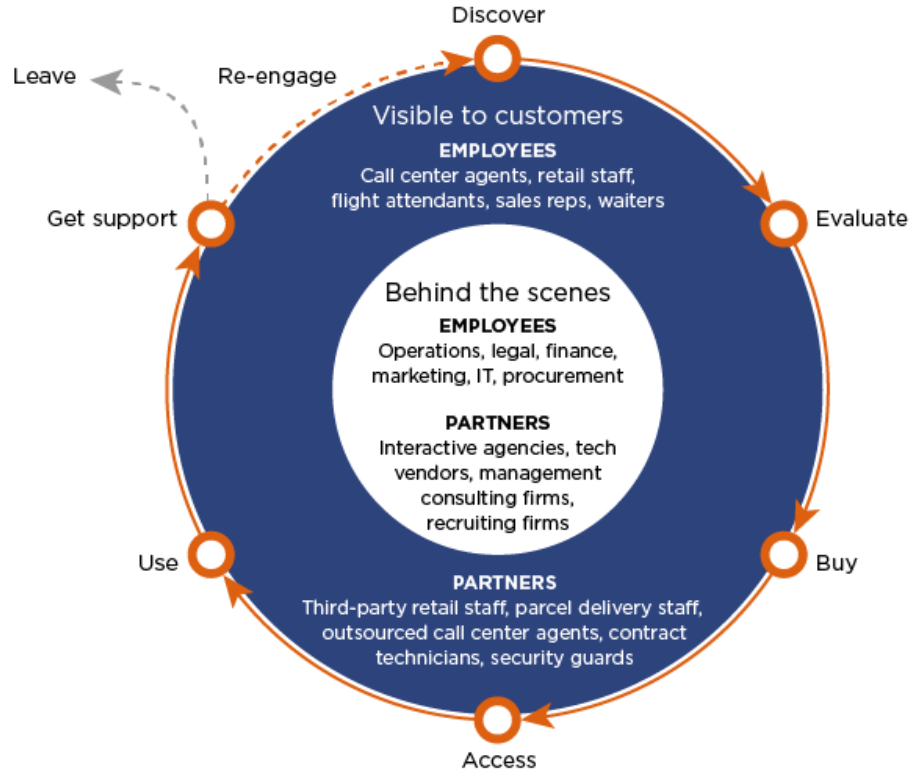 Discover
Leave
Re-engage
Visible to customers
EMPLOYEES
Call center agents, retail staff,
flight attendants, sales reps, waiters
Get support
Evaluate
Behind the scenes
EMPLOYEES
Operations, legal, finance,
marketing, IT, procurement
PARTNERS
Interactive agencies, tech
vendors, management
consulting firms,
recruiting firms
Use
Buy
PARTNERS
Third-party retail staff, parcel delivery staff,
outsourced call center agents, contract
technicians, security guards
Access